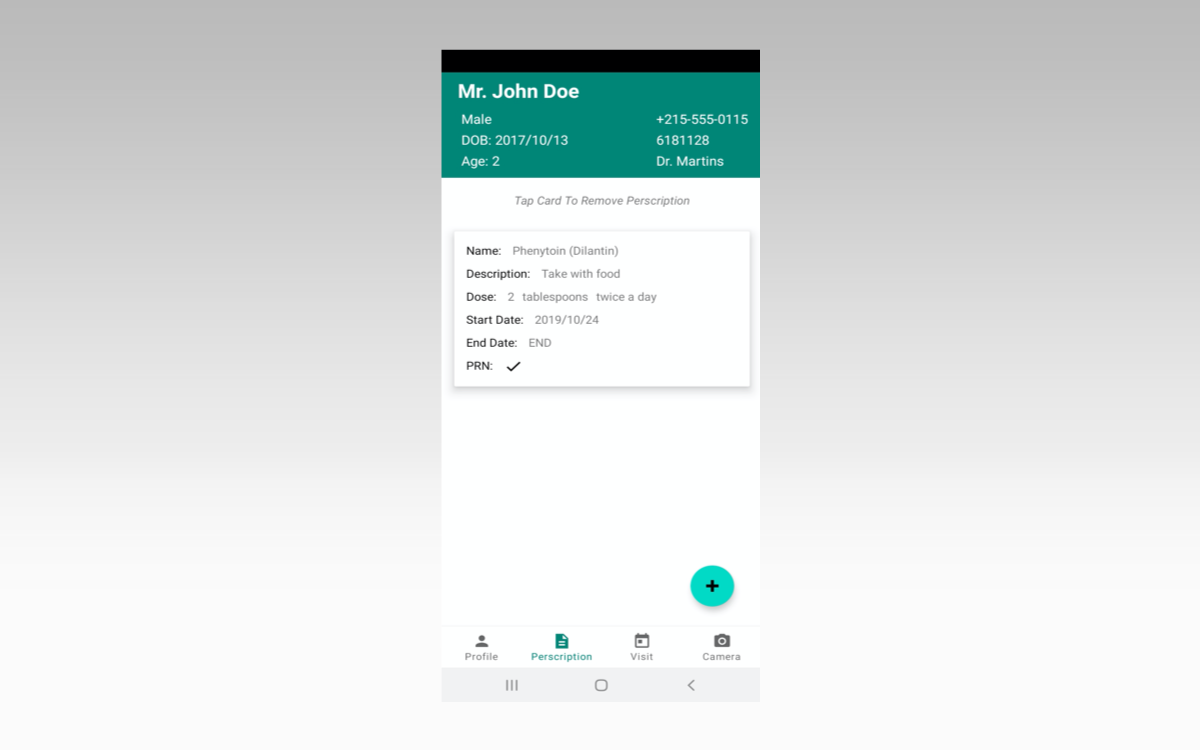 Mr. John Doe
Male +215-555-0115
DOB: 2017/10/13 6181128
Age: 2 Dr. Martins
Tap Card To Remove Perscription
Name: Phenytoin (Dilantin)
Description: Take with food
Dose: 2 tablespoons twice a day
Start Date: 2019/10/24
End Date: END
PRN:
Profile Perscription Visit Camera